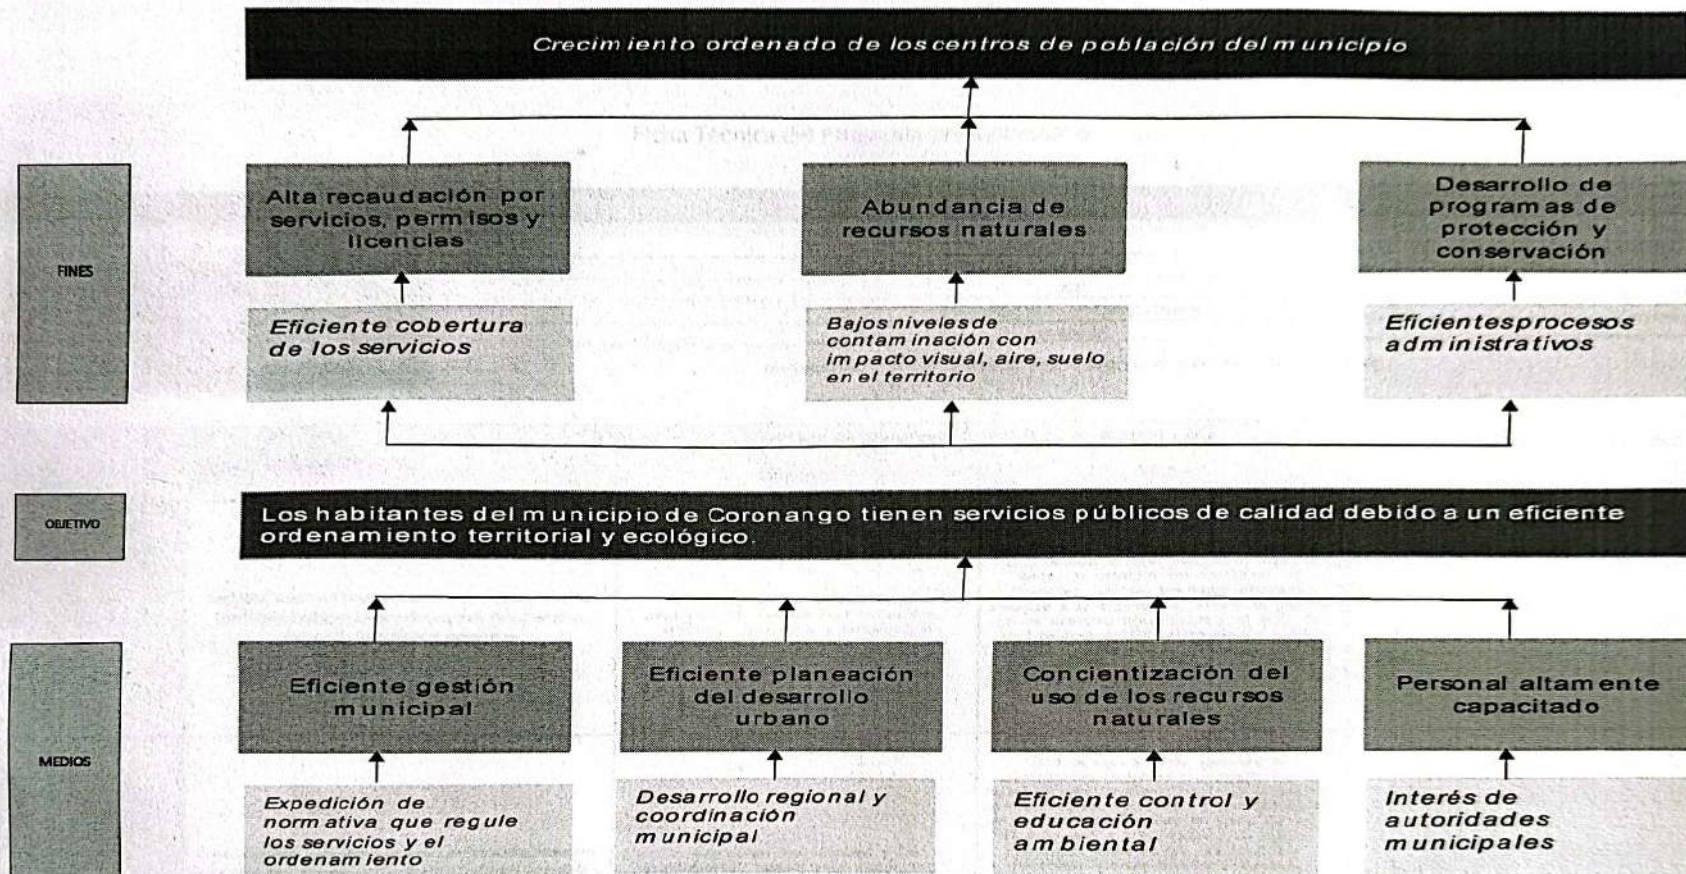 Crecimiento ordenado de los centros de población del municipio
FINES
Alta recaudación por
servicios, permisos y
licencias
Abundancia de
recursos naturales
Desarrollo de
programas de
protección y
conservación
Eficiente cobertura
de los servicios
Bajos niveles de
contaminación con
impacto visual, aire, suelo
en el territorio
Eficientes procesos
administrativos
OBJETIVO
Los habitantes del municipio de Coronango tienen servicios públicos de calidad debido a un eficiente
ordenamiento territorial y ecológico.
MEDIOS
Eficiente gestión
municipal
Eficiente planeación
del desarrollo
urbano
Concientización del
uso de los recursos
naturales
Personal altamente
capacitado
Expedición de
normativa que regule
los servicios y el
ordenamiento
Desarrollo regional y
coordinación
municipal
Eficiente control y
educación
ambiental
Interés de
autoridades
municipales